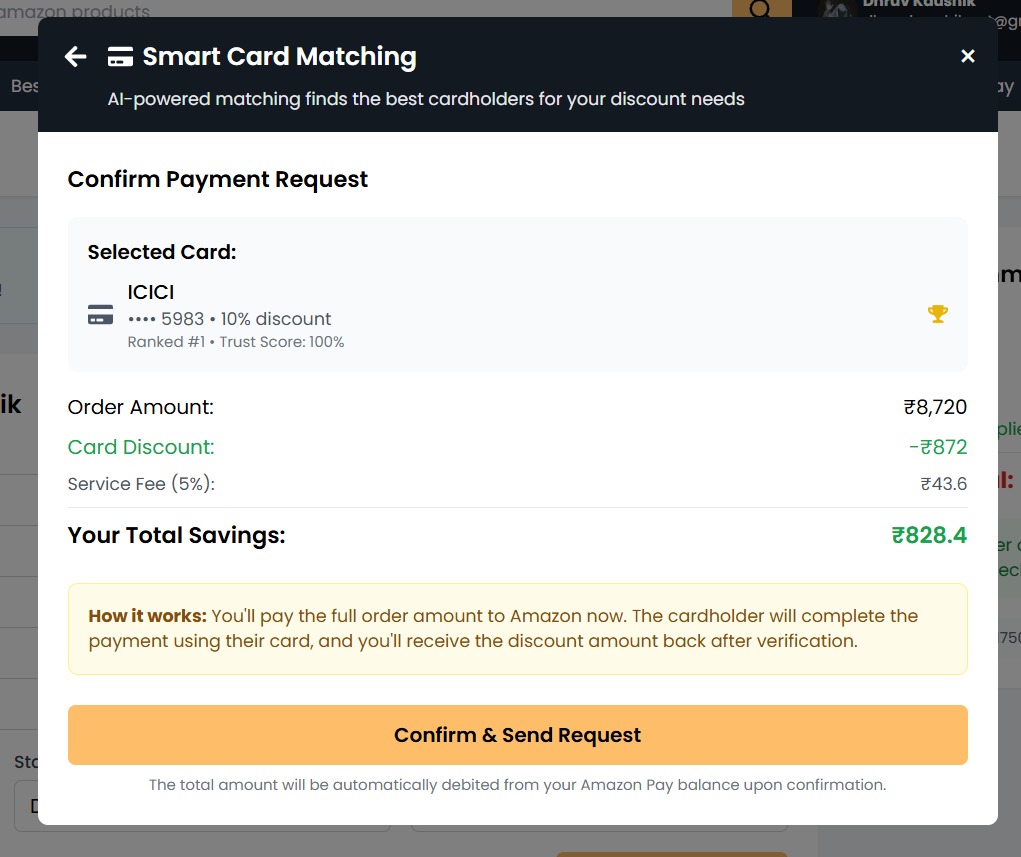 amazon products
Dhruv Kaushik
@gr
Bes
ay
Smart Card Matching
×
AI-powered matching finds the best cardholders for your discount needs
Confirm Payment Request
Selected Card:
ICICI
•••• 5983 • 10% discount
Ranked #1 • Trust Score: 100%
Order Amount: ₹8,720
Card Discount: -₹872
Service Fee (5%): ₹43.6
Your Total Savings: ₹828.4
How it works: You'll pay the full order amount to Amazon now. The cardholder will complete the
payment using their card, and you'll receive the discount amount back after verification.
Confirm & Send Request
The total amount will be automatically debited from your Amazon Pay balance upon confirmation.
ik